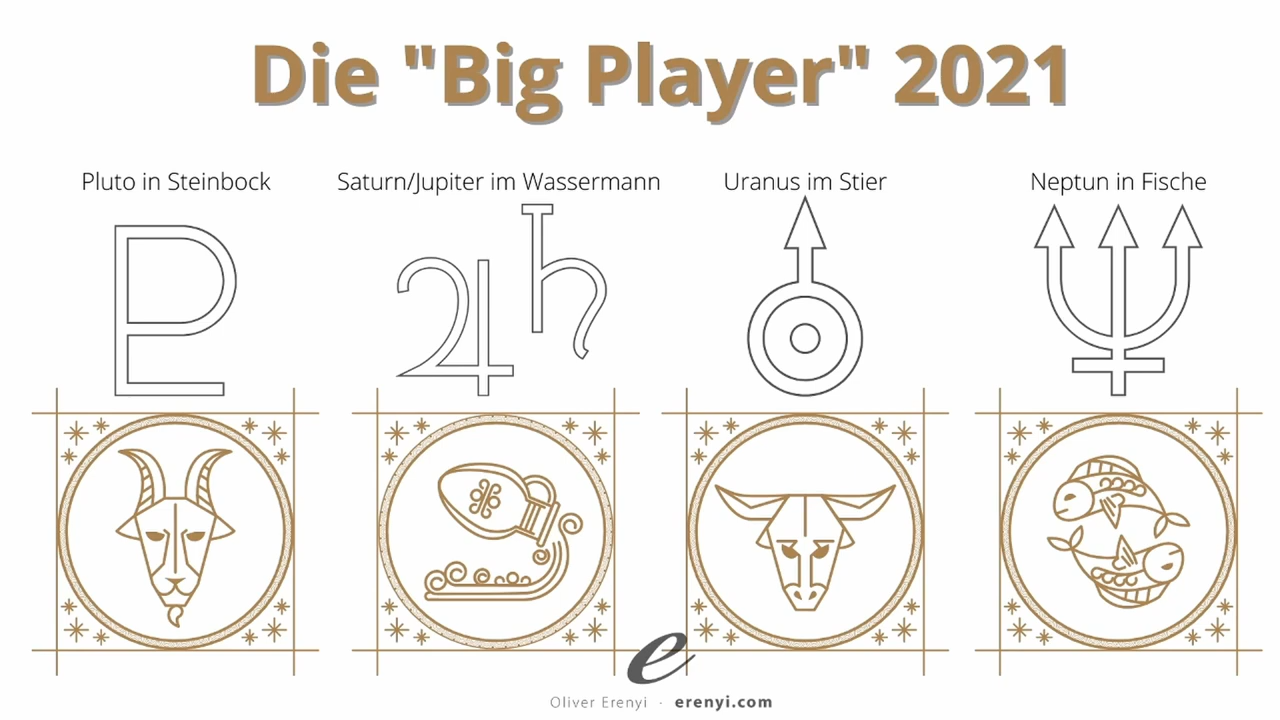 Die "Big Player" 2021
Pluto in Steinbock
Saturn/Jupiter im Wassermann
Uranus im Stier
Neptun in Fische
e
Oliver Erenyi · erenyi.com